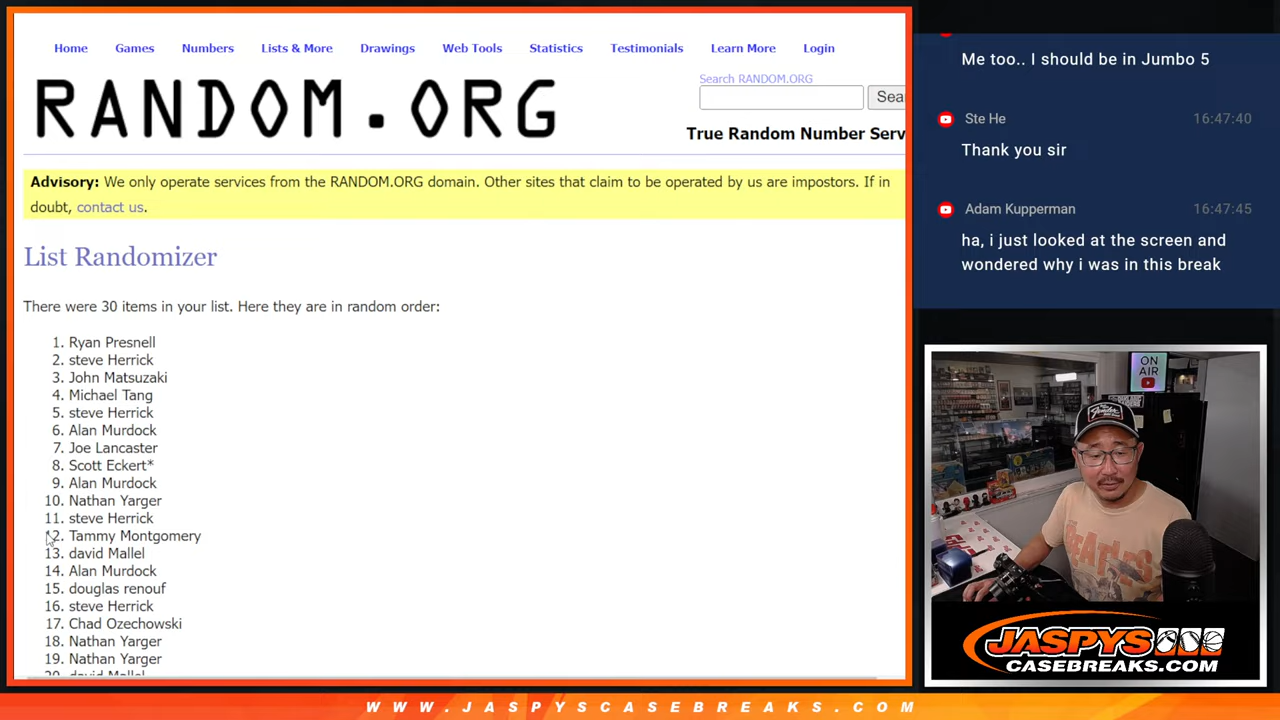 Home Games Numbers Lists & More Drawings Web Tools Statistics Testimonials Learn More Login
Search RANDOM.ORG
RANDOM.ORG
Sea
True Random Number Serv
Advisory: We only operate services from the RANDOM.ORG domain. Other sites that claim to be operated by us are impostors. If in
doubt, contact us.
List Randomizer
There were 30 items in your list. Here they are in random order:
1. Ryan Presnell
2. steve Herrick
3. John Matsuzaki
4. Michael Tang
5. steve Herrick
6. Alan Murdock
7. Joe Lancaster
8. Scott Eckert*
9. Alan Murdock
10. Nathan Yarger
11. steve Herrick
12. Tammy Montgomery
13. david Mallel
14. Alan Murdock
15. douglas renouf
16. steve Herrick
17. Chad Ozechowski
18. Nathan Yarger
19. Nathan Yarger
20. david Mallel
Me too.. I should be in Jumbo 5
Ste He 16:47:40
Thank you sir
Adam Kupperman 16:47:45
ha, i just looked at the screen and
wondered why i was in this break
ON
AIR
Fender
BEATLES
JASPYS
CASEBREAKS.COM
WWW.JASPYSCASEBREAKS.COM